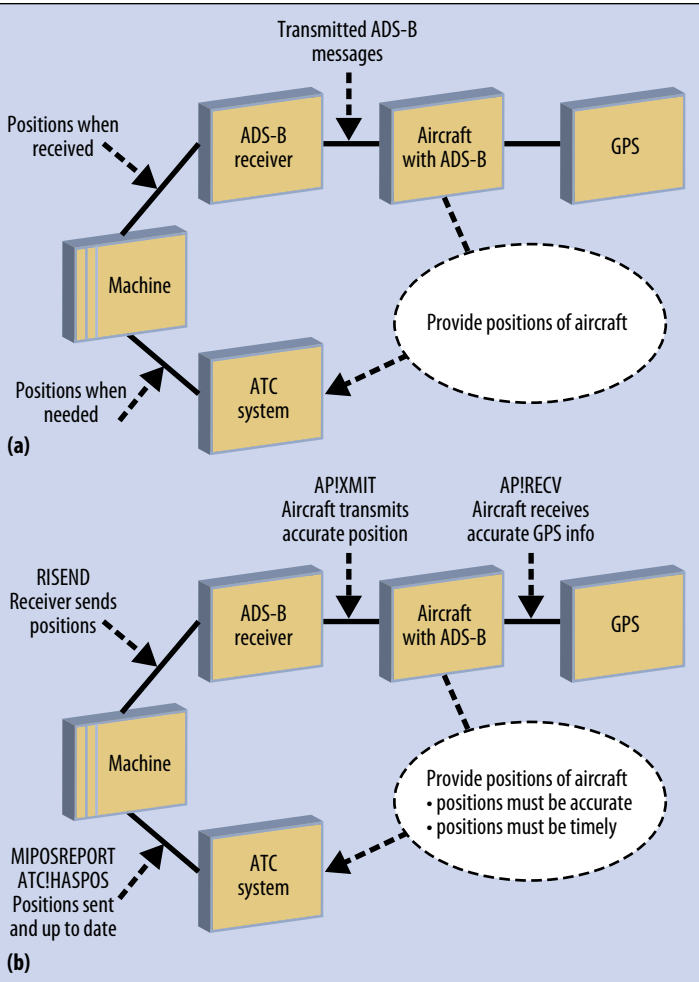 Transmitted ADS-B
messages
Positions when
received
ADS-B
receiver
Aircraft
with ADS-B
GPS
Machine
Provide positions of aircraft
Positions when
needed
ATC
system
(a)
AP!XMIT
Aircraft transmits
accurate position
AP!RECV
Aircraft receives
accurate GPS info
RISEND
Receiver sends
positions
ADS-B
receiver
Aircraft
with ADS-B
GPS
Machine
Provide positions of aircraft
• positions must be accurate
• positions must be timely
MIPOSREPORT
ATC!HASPOS
Positions sent
and up to date
ATC
system
(b)